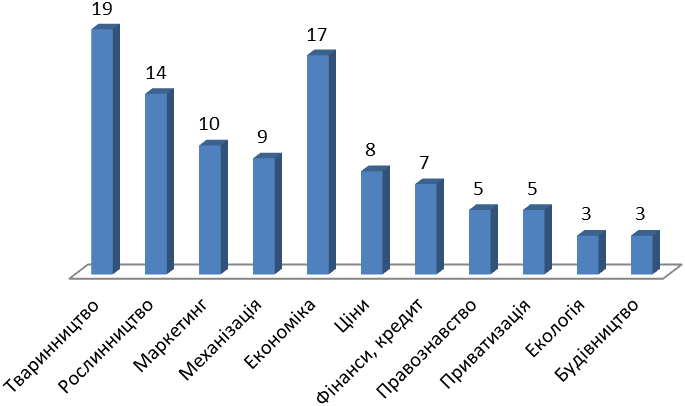 19
14
10
9
17
8
7
5
5
3
3
Тваринництво
Рослинництво
Маркетинг
Механізація
Економіка
Ціни
Фінанси, кредит
Правознавство
Приватизація
Екологія
Будівництво